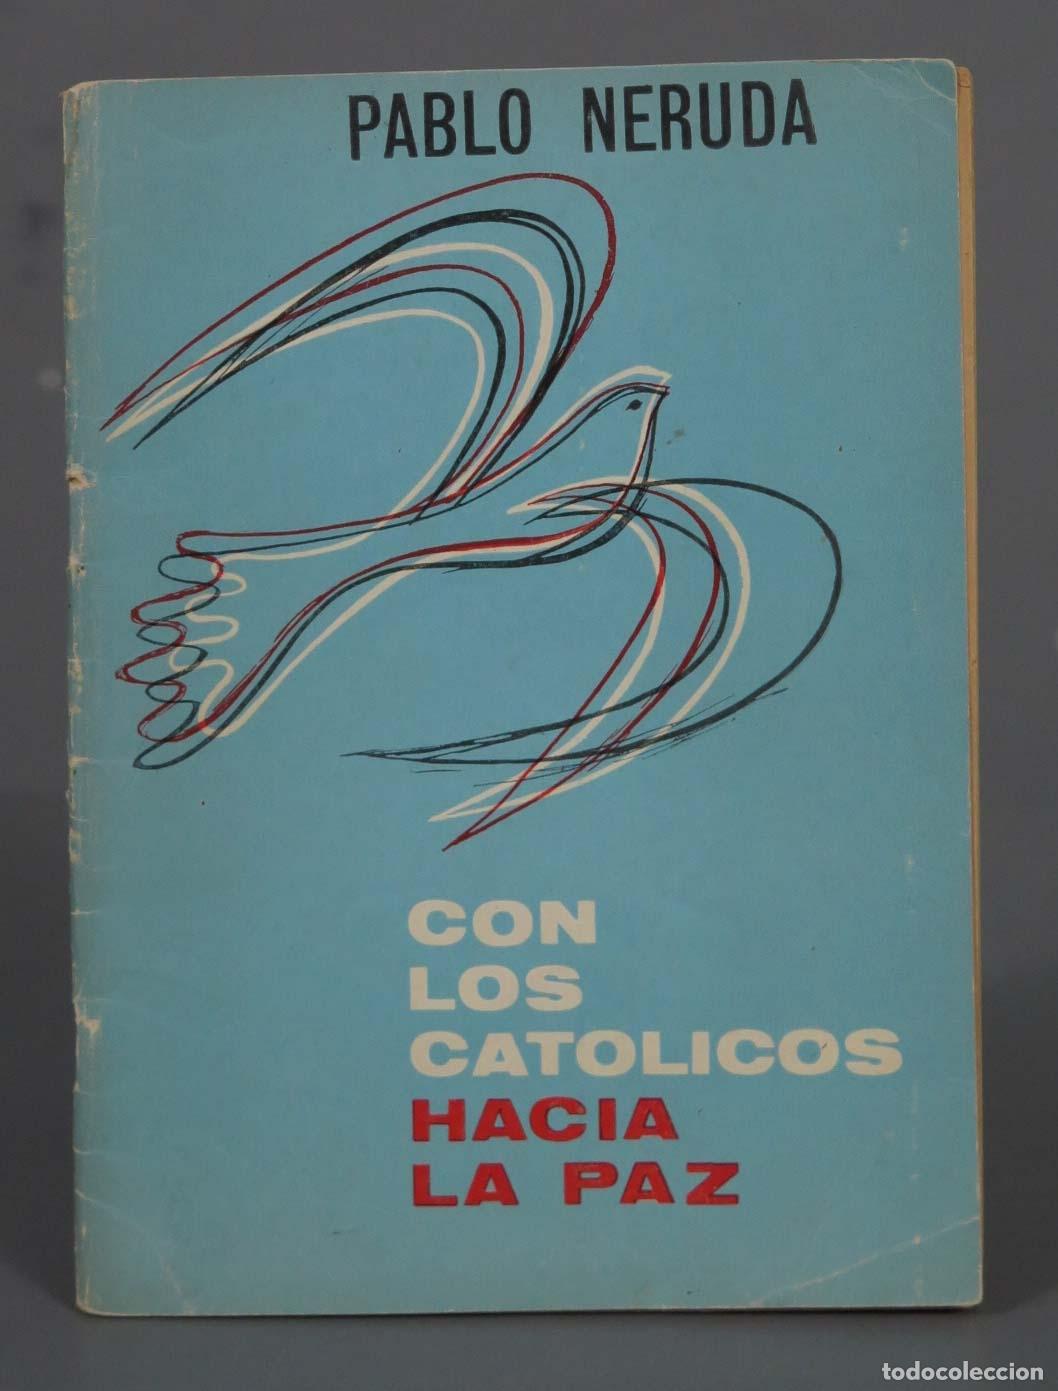 PABLO NERUDA
CON
LOS
CATOLICOS
HACIA
LA PAZ
todocoleccion